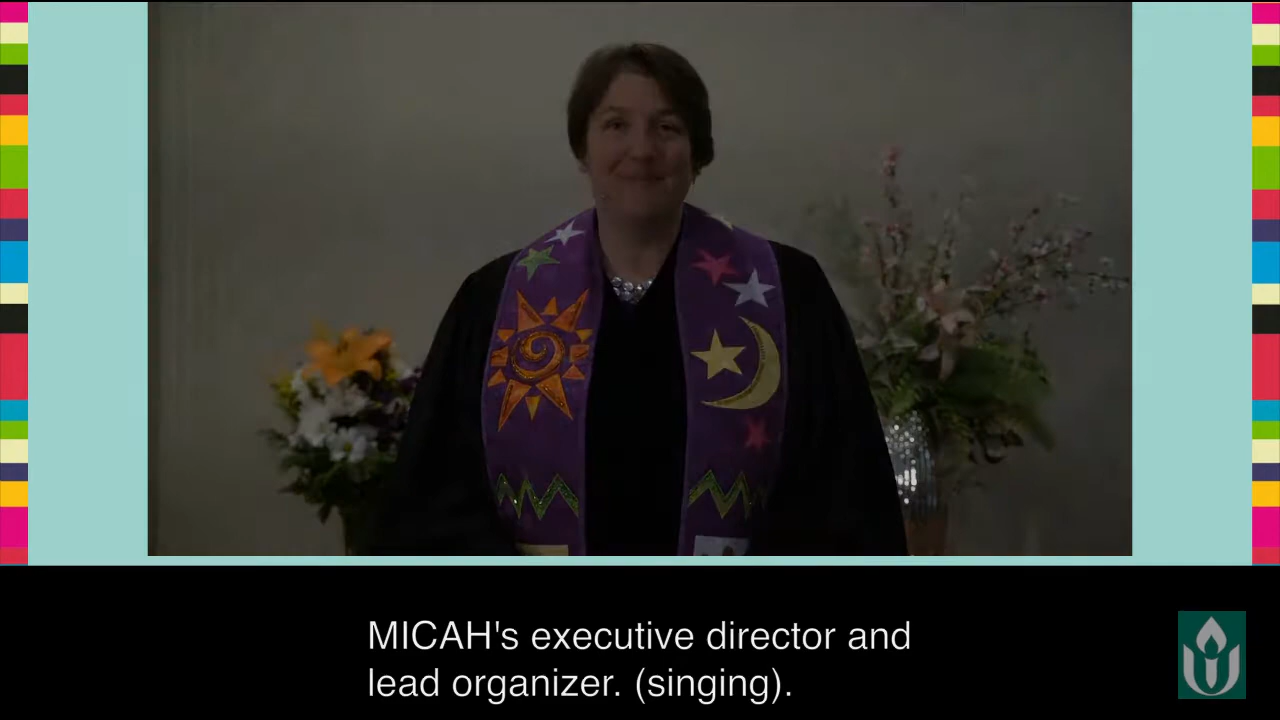 MICAH's executive director and
lead organizer. (singing).